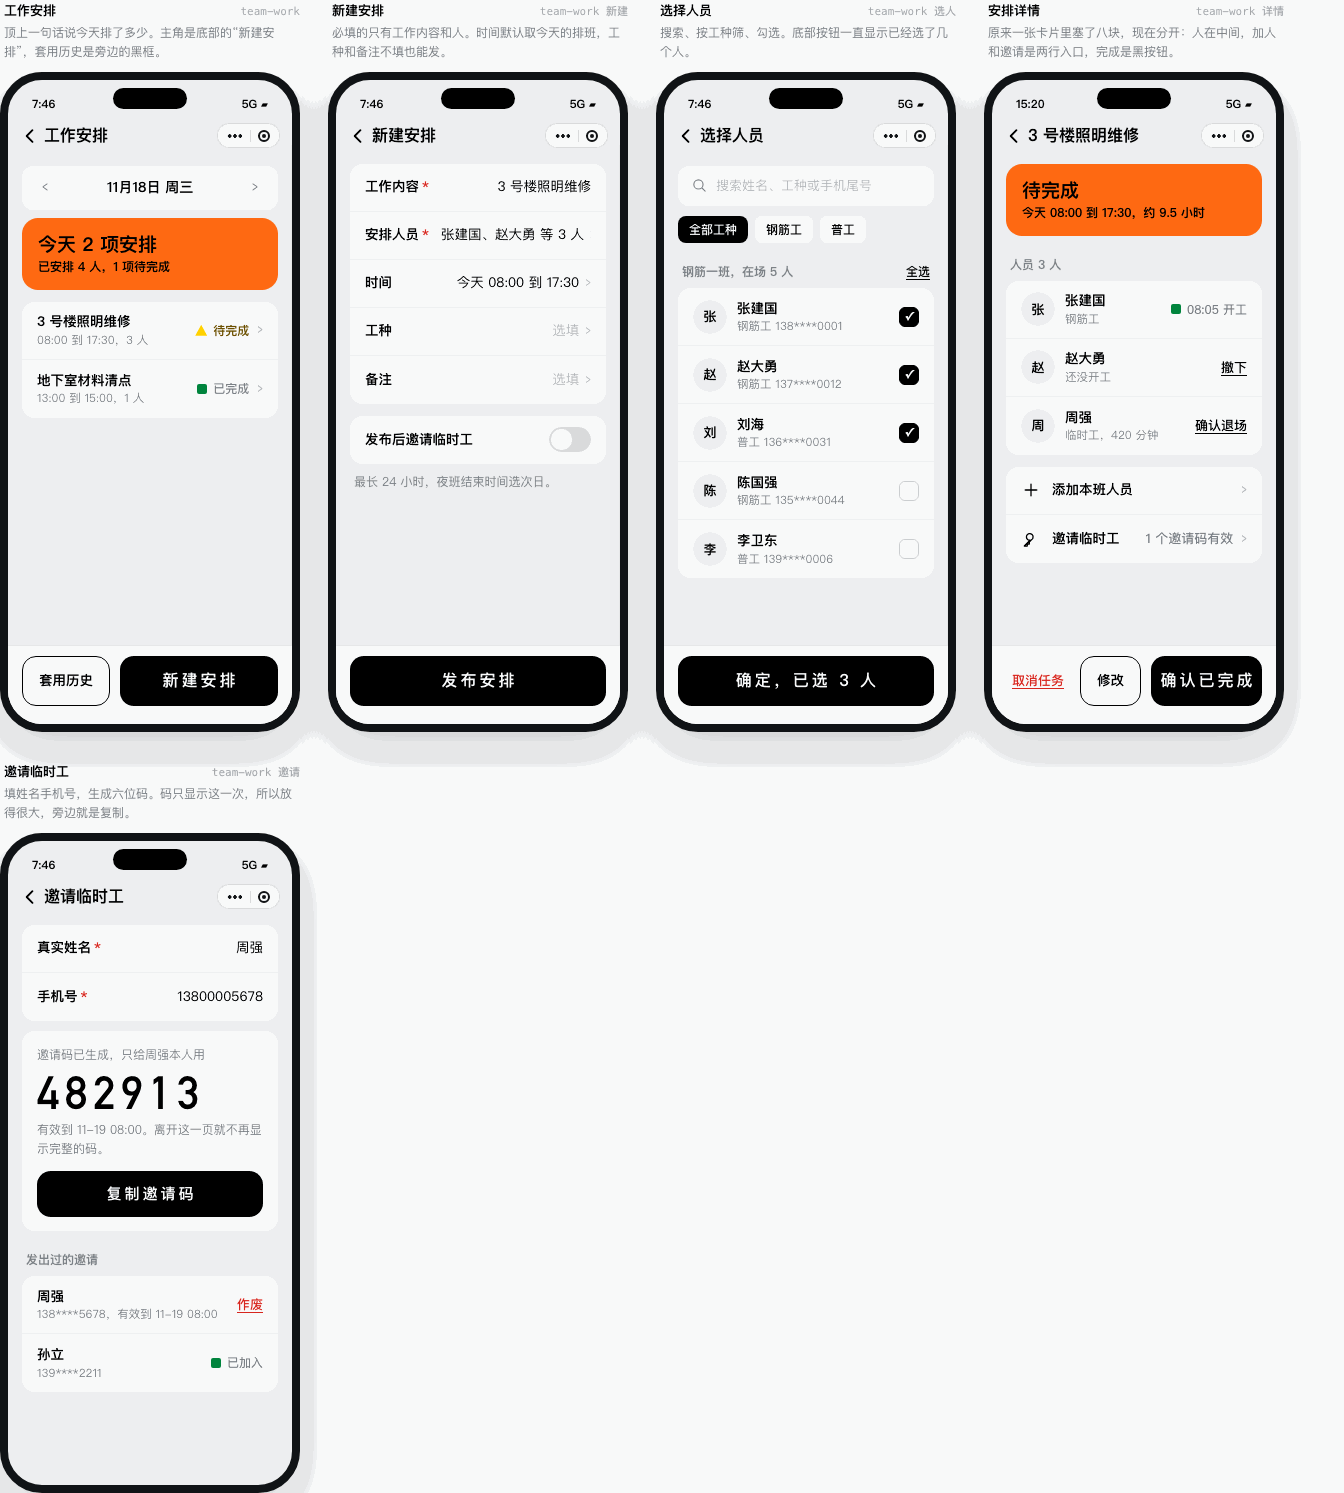 工作安排
team-work
顶上一句话说今天排了多少。主角是底部的“新建安
排”，套用历史是旁边的黑框。
7:46
5G
工作安排
11月18日 周三
今天 2 项安排
已安排 4 人，1 项待完成
3 号楼照明维修
08:00 到 17:30，3 人
待完成
地下室材料清点
13:00 到 15:00，1 人
已完成
套用历史
新建安排
新建安排
team-work 新建
必填的只有工作内容和人。时间默认取今天的排班，工
种和备注不填也能发。
7:46
5G
新建安排
工作内容 *
3 号楼照明维修
安排人员 *
张建国、赵大勇 等 3 人
时间
今天 08:00 到 17:30
工种
选填
备注
选填
发布后邀请临时工
最长 24 小时，夜班结束时间选次日。
发布安排
选择人员
team-work 选人
搜索、按工种筛、勾选。底部按钮一直显示已经选了几
个人。
7:46
5G
选择人员
搜索姓名、工种或手机尾号
全部工种
钢筋工
普工
钢筋一班，在场 5 人
全选
张
张建国
钢筋工 138****0001
赵
赵大勇
钢筋工 137****0012
刘
刘海
普工 136****0031
陈
陈国强
钢筋工 135****0044
李
李卫东
普工 139****0006
确定，已选 3 人
安排详情
team-work 详情
原来一张卡片里塞了八块，现在分开：人在中间，加人
和邀请是两行入口，完成是黑按钮。
15:20
5G
3 号楼照明维修
待完成
今天 08:00 到 17:30，约 9.5 小时
人员 3 人
张
张建国
钢筋工
08:05 开工
赵
赵大勇
还没开工
撤下
周
周强
临时工，420 分钟
确认退场
添加本班人员
邀请临时工
1 个邀请码有效
取消任务
修改
确认已完成
邀请临时工
team-work 邀请
填姓名手机号，生成六位码。码只显示这一次，所以放
得很大，旁边就是复制。
7:46
5G
邀请临时工
真实姓名 *
周强
手机号 *
13800005678
邀请码已生成，只给周强本人用
482913
有效到 11-19 08:00。离开这一页就不再显
示完整的码。
复制邀请码
发出过的邀请
周强
138****5678，有效到 11-19 08:00
作废
孙立
139****2211
已加入